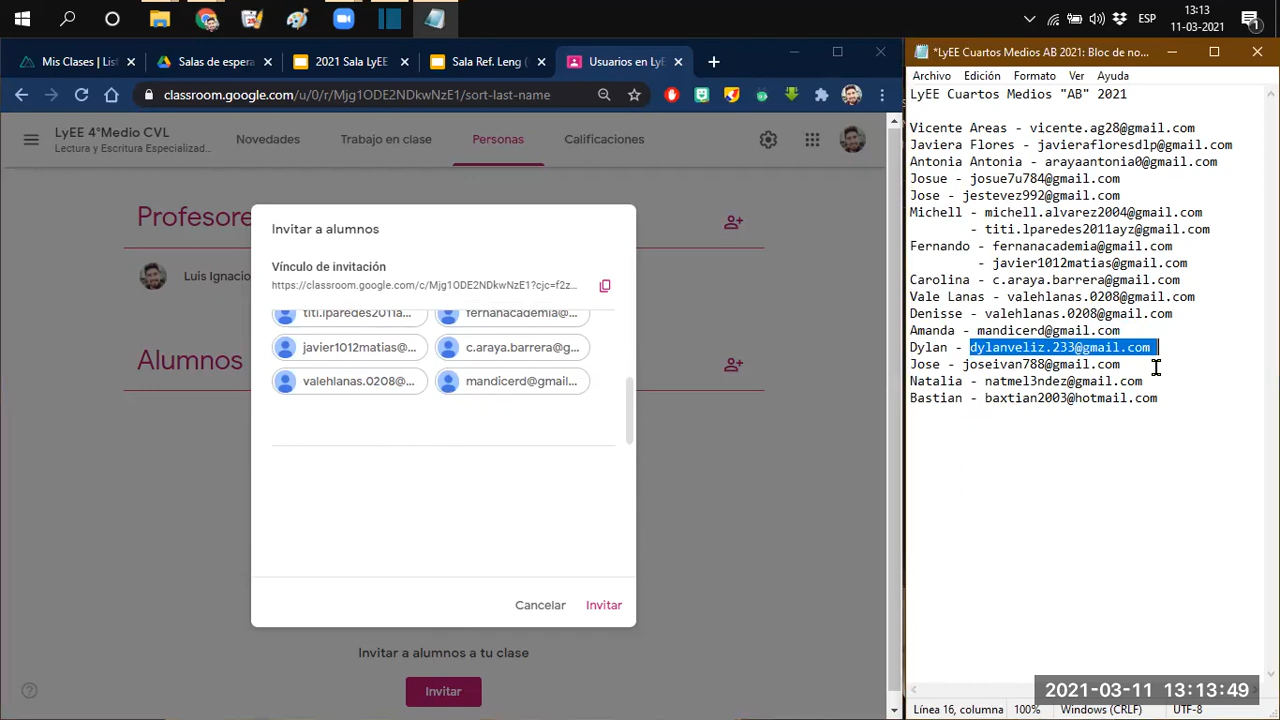 ESP
13:13
11-03-2021
Mis Clases | List
Salas de espera
2021 Sala LyEE
Sala Ref. Leng (
Usuarios en LyE
classroom.google.com/u/0/r/Mjg1ODE2NDkwNzE1/sort-last-name
LyEE 4°Medio CVL
Lectura y Escritura Especializad...
Novedades
Trabajo en clase
Personas
Calificaciones
Profesore
Luis Ignacio
Alumnos
Invitar a alumnos
Vínculo de invitación
https://classroom.google.com/c/Mjg1ODE2NDkwNzE1?cjc=f2z...
titi.lparedes2011a...
fernanacademia@...
javier1012matias@...
c.araya.barrera@g...
valehlanas.0208@...
mandicerd@gmail...
Cancelar
Invitar
Invitar a alumnos a tu clase
Invitar
*LyEE Cuartos Medios AB 2021: Bloc de no...
Archivo Edición Formato Ver Ayuda
LyEE Cuartos Medios "AB" 2021
Vicente Areas - vicente.ag28@gmail.com
Javiera Flores - javierafloresdlp@gmail.com
Antonia Antonia - arayaantonia0@gmail.com
Josue - josue7u784@gmail.com
Jose - jestevez992@gmail.com
Michell - michell.alvarez2004@gmail.com
- titi.lparedes2011ayz@gmail.com
Fernando - fernanacademia@gmail.com
- javier1012matias@gmail.com
Carolina - c.araya.barrera@gmail.com
Vale Lanas - valehlanas.0208@gmail.com
Denisse - valehlanas.0208@gmail.com
Amanda - mandicerd@gmail.com
Dylan - dylanveliz.233@gmail.com
Jose - joseivan788@gmail.com
Natalia - natmel3ndez@gmail.com
Bastian - baxtian2003@hotmail.com
2021-03-11 13:13:49
Línea 16, columna
100%
Windows (CRLF)
UTF-8